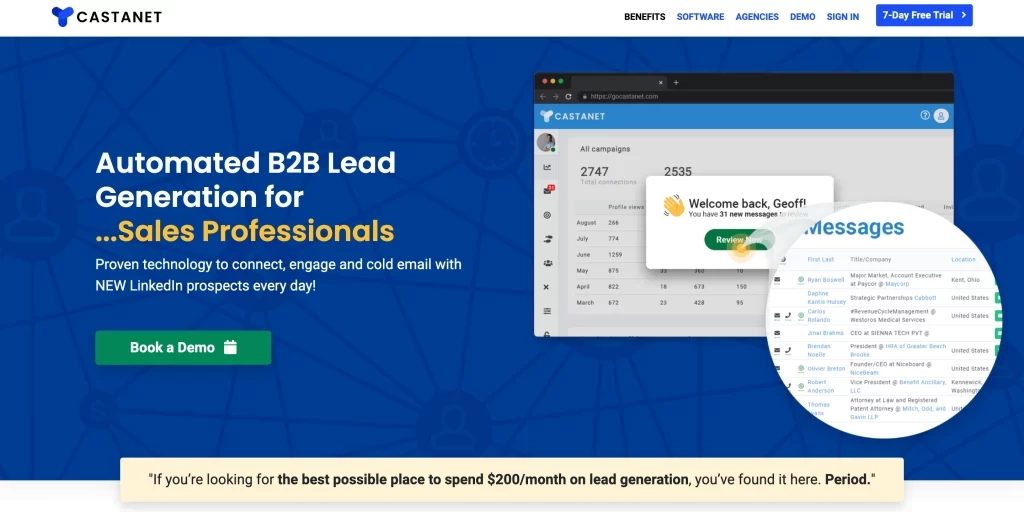 CASTANET
BENEFITS SOFTWARE AGENCIES DEMO SIGN IN 7-Day Free Trial
Automated B2B Lead
Generation for
...Sales Professionals
Proven technology to connect, engage and cold email with
NEW LinkedIn prospects every day!
Book a Demo
https://gocastanet.com
CASTANET
All campaigns
2747 2535
Total connections
Profile views
August 266
July 774
June 1259
May 875 33 360 10
April 822 16 673 150
March 672 23 428 95
Welcome back, Geoff!
You have 31 new messages to review
Review Now
Messages
First Last Title/Company Location
Ryan Boswell Major Market, Account Executive @ Paycor @ Maycorp Kent, Ohio
Daphne Kantis-Hulsey Strategic Partnerships Cabbott United States
Carlos Rolando #RevenueCycleManagement @ Westoros Medical Services United States
Jinal Brahms CEO at SIENNA TECH PVT @ United States
Brendan Noelle President @ HRA of Greater Beach Brooke United States
Olivier Breton Founder/CEO at Niceboard @ NiceBeam United States
Robert Anderson Vice President @ Benefit Ancillary, LLC Kennewick, Washington
Thomas Attorney at Law and Registered Patent Attorney @ Mitch, Odd, and Gavin LLP
"If you're looking for the best possible place to spend $200/month on lead generation, you've found it here. Period."